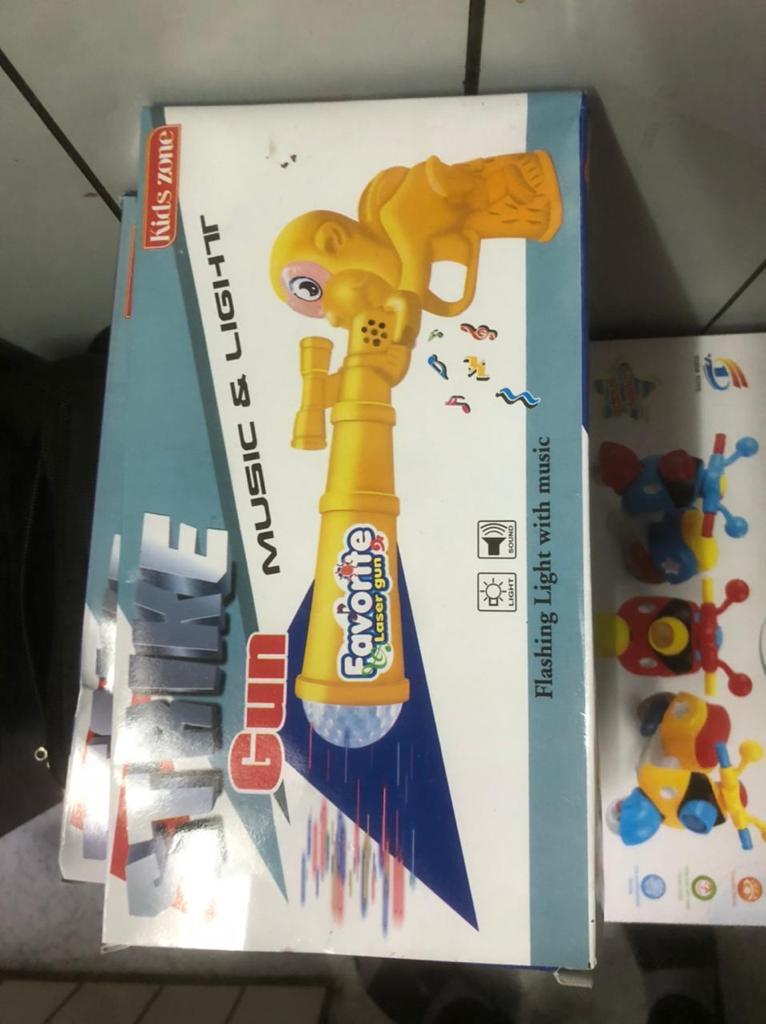 Kids zone
STRIKE
Gun
MUSIC & LIGHT
Favorite
Laser gun
LIGHT
SOUND
Flashing Light with music